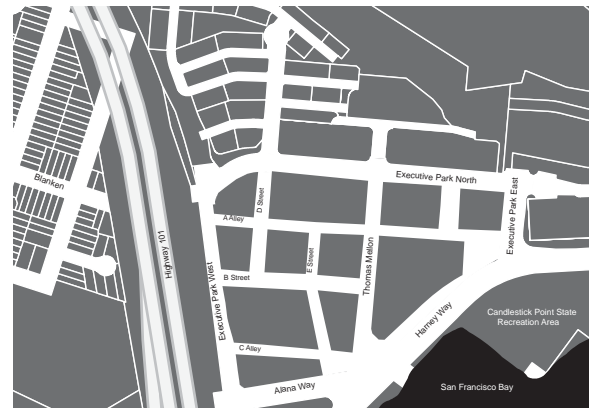 Blanken
Executive Park North
Executive Park East
D Street
A Alley
E Street
Thomas Mellon
Highway 101
Executive Park West
B Street
Harney Way
Candlestick Point State
Recreation Area
C Alley
Alana Way
San Francisco Bay